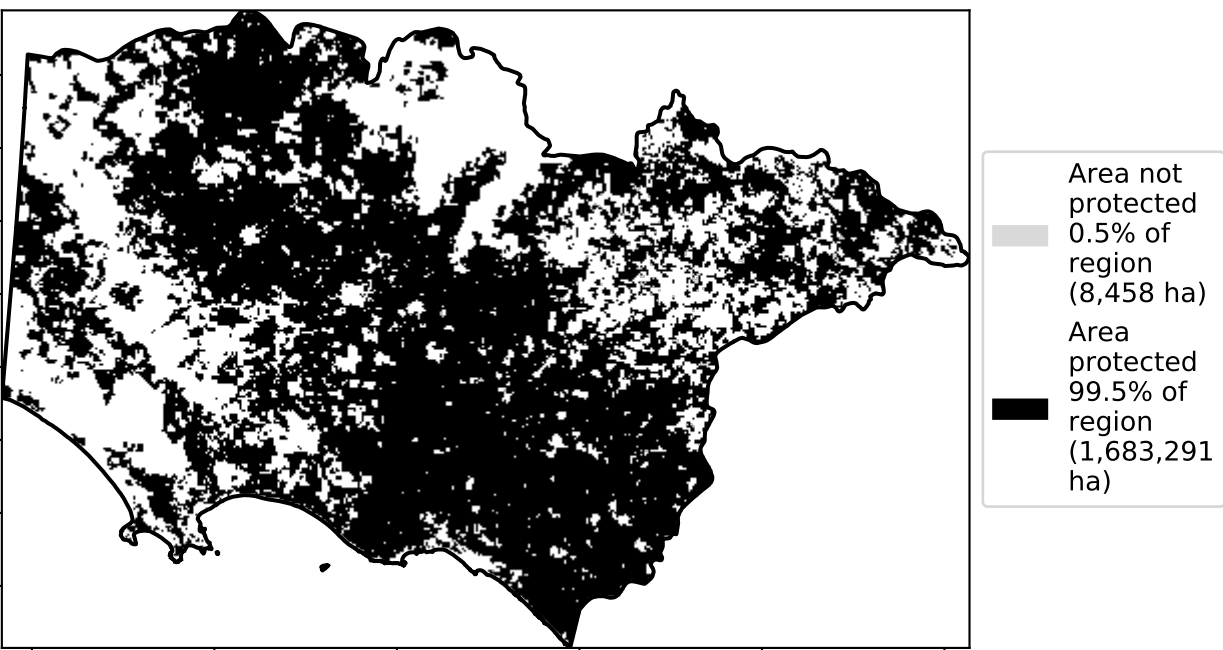 Area not
protected
0.5% of
region
(8,458 ha)
Area
protected
99.5% of
region
(1,683,291
ha)